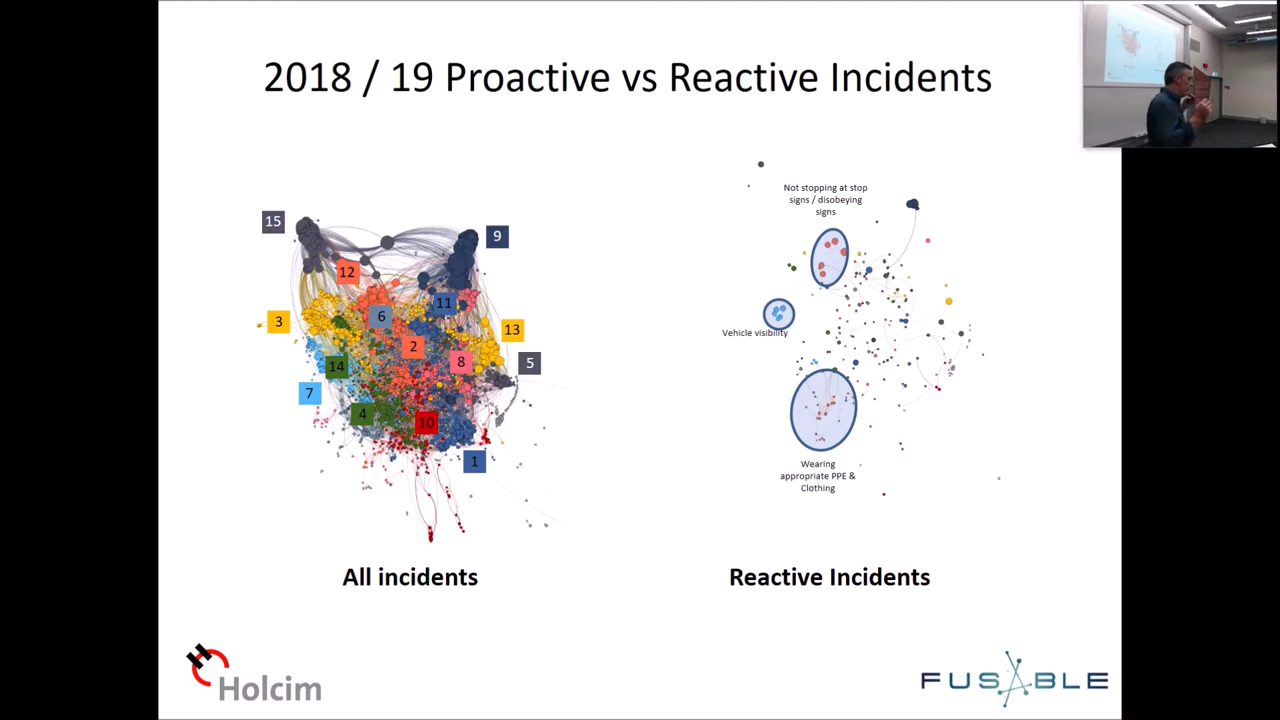 2018 / 19 Proactive vs Reactive Incidents
15
9
12
11
6
3
13
2
8
5
14
7
4
10
1
Not stopping at stop
signs / disobeying
signs
Vehicle visibility
Wearing
appropriate PPE &
Clothing
All incidents
Reactive Incidents
Holcim
FUSABLE